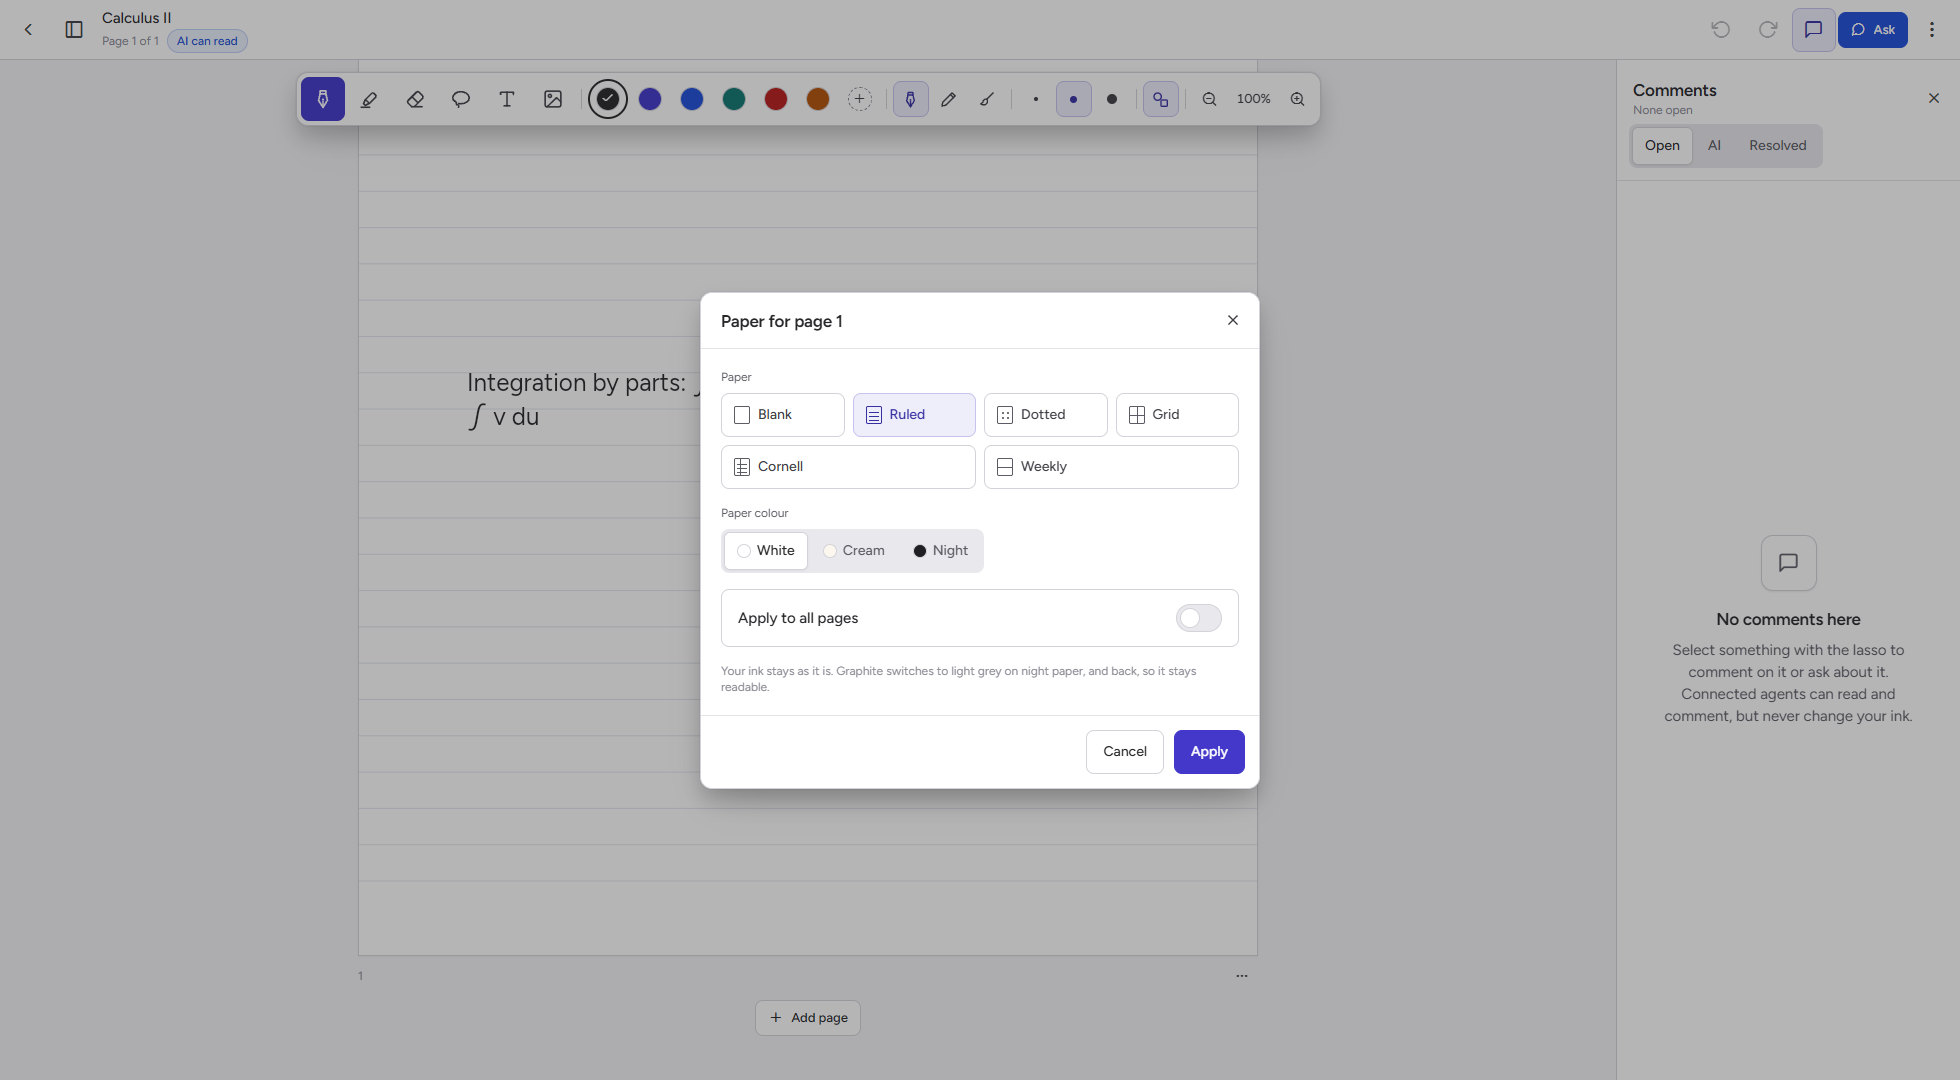 Calculus II
Page 1 of 1 AI can read
Ask
100%
Comments
None open
Open AI Resolved
Integration by parts: 
∫ v du
Paper for page 1
Paper
Blank Ruled Dotted Grid
Cornell Weekly
Paper colour
White Cream Night
Apply to all pages
Your ink stays as it is. Graphite switches to light grey on night paper, and back, so it stays
readable.
Cancel Apply
No comments here
Select something with the lasso to
comment on it or ask about it.
Connected agents can read and
comment, but never change your ink.
1
Add page